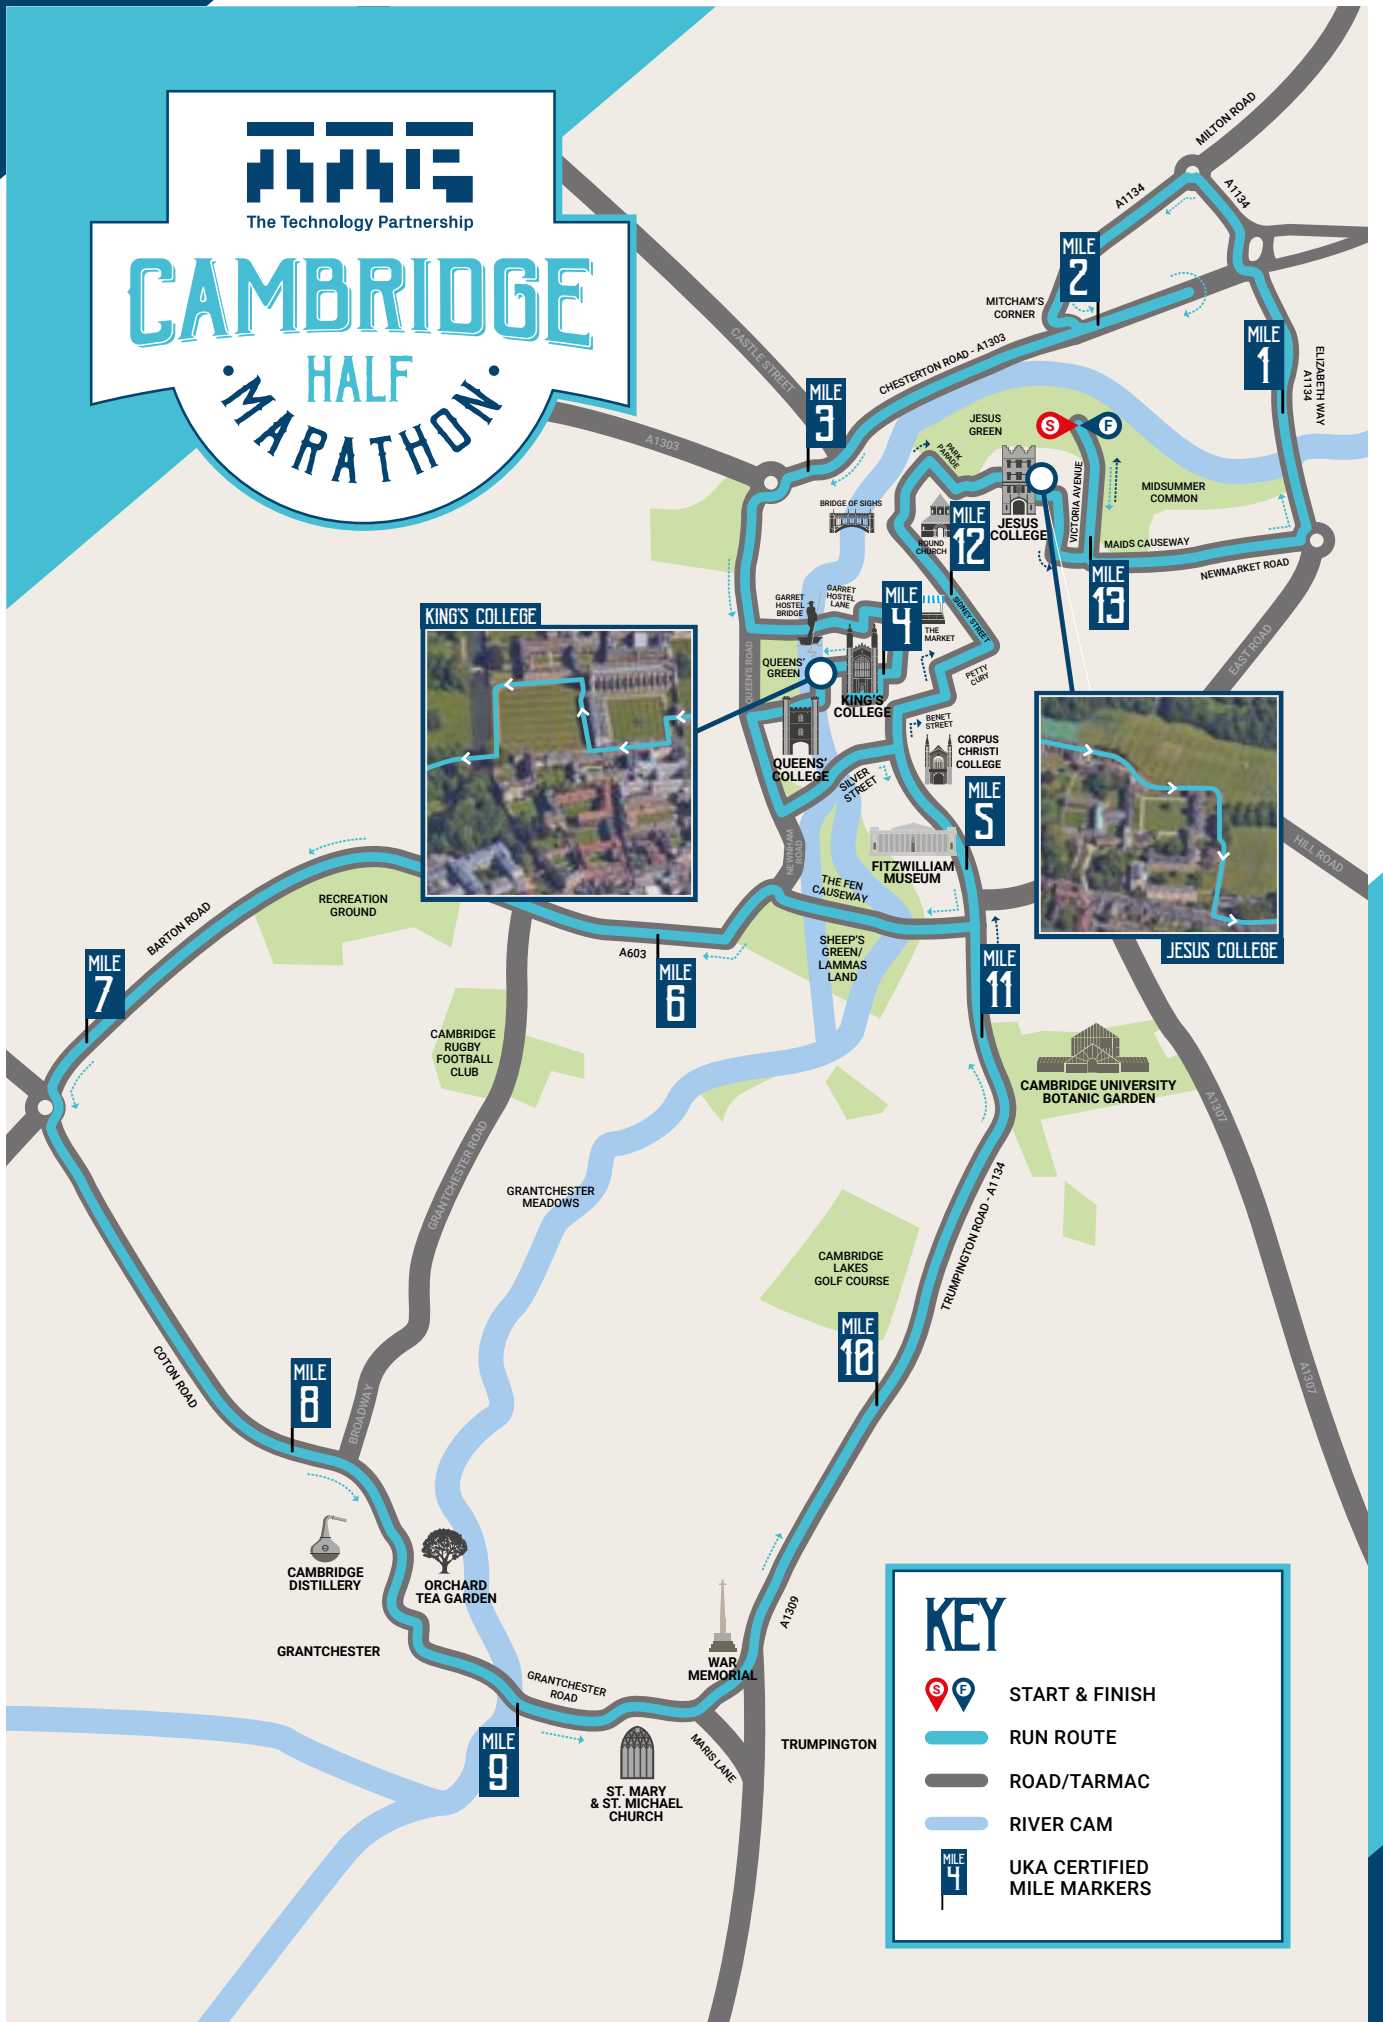 The Technology Partnership
CAMBRIDGE
HALF
MARATHON
MILTON ROAD
A1134
A1134
MILE
2
MITCHAM'S
CORNER
CHESTERTON ROAD - A1303
MILE
1
ELIZABETH WAY
A1134
CASTLE STREET
A1303
MILE
3
JESUS
GREEN
S
F
PARK
PARADE
VICTORIA AVENUE
MIDSUMMER
COMMON
BRIDGE OF SIGHS
ROUND
CHURCH
MILE
12
JESUS
COLLEGE
MAIDS CAUSEWAY
NEWMARKET ROAD
MILE
13
EAST ROAD
GARRET
HOSTEL
BRIDGE
GARRET
HOSTEL
LANE
MILE
4
THE
MARKET
SIDNEY STREET
PETTY
CURY
KING'S COLLEGE
QUEEN'S ROAD
QUEENS'
GREEN
KING'S
COLLEGE
BENE'T
STREET
CORPUS
CHRISTI
COLLEGE
QUEENS'
COLLEGE
SILVER
STREET
MILE
5
NEWNHAM
ROAD
FITZWILLIAM
MUSEUM
THE FEN
CAUSEWAY
HILL ROAD
JESUS COLLEGE
RECREATION
GROUND
BARTON ROAD
A603
MILE
6
SHEEP'S
GREEN/
LAMMAS
LAND
MILE
11
MILE
7
CAMBRIDGE
RUGBY
FOOTBALL
CLUB
CAMBRIDGE UNIVERSITY
BOTANIC GARDEN
A1307
GRANTCHESTER ROAD
GRANTCHESTER
MEADOWS
TRUMPINGTON ROAD - A1134
CAMBRIDGE
LAKES
GOLF COURSE
MILE
10
A1307
COTON ROAD
MILE
8
BROADWAY
CAMBRIDGE
DISTILLERY
ORCHARD
TEA GARDEN
GRANTCHESTER
A1309
WAR
MEMORIAL
GRANTCHESTER
ROAD
MILE
9
MARIS LANE
TRUMPINGTON
ST. MARY
& ST. MICHAEL
CHURCH
KEY
S F
START & FINISH
RUN ROUTE
ROAD/TARMAC
RIVER CAM
MILE
4
UKA CERTIFIED
MILE MARKERS